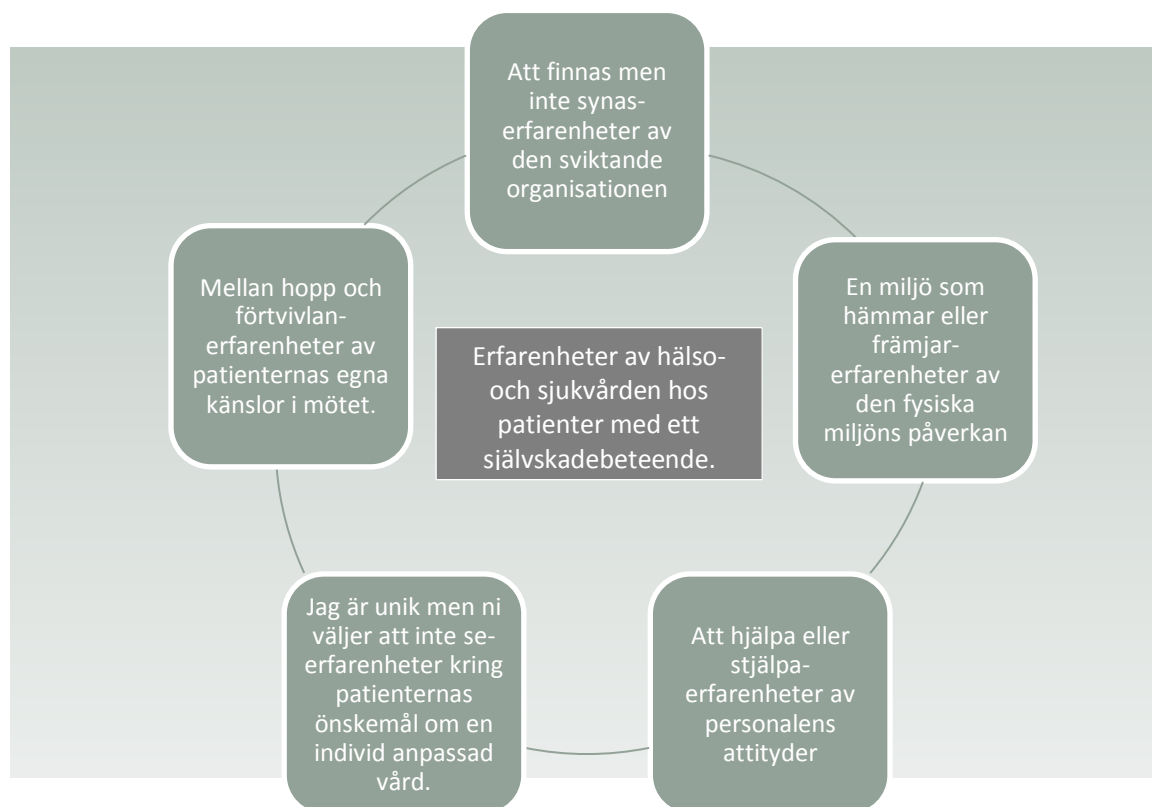 Att finnas men
inte synas-
erfarenheter av
den sviktande
organisationen
En miljö som
hämmar eller
främjar-
erfarenheter av
den fysiska
miljöns påverkan
Att hjälpa eller
stjälpa-
erfarenheter av
personalens
attityder
Jag är unik men ni
väljer att inte se-
erfarenheter kring
patienternas
önskemål om en
individ anpassad
vård.
Mellan hopp och
förtvivlan-
erfarenheter av
patienternas egna
känslor i mötet.
Erfarenheter av hälso-
och sjukvården hos
patienter med ett
självskadebeteende.